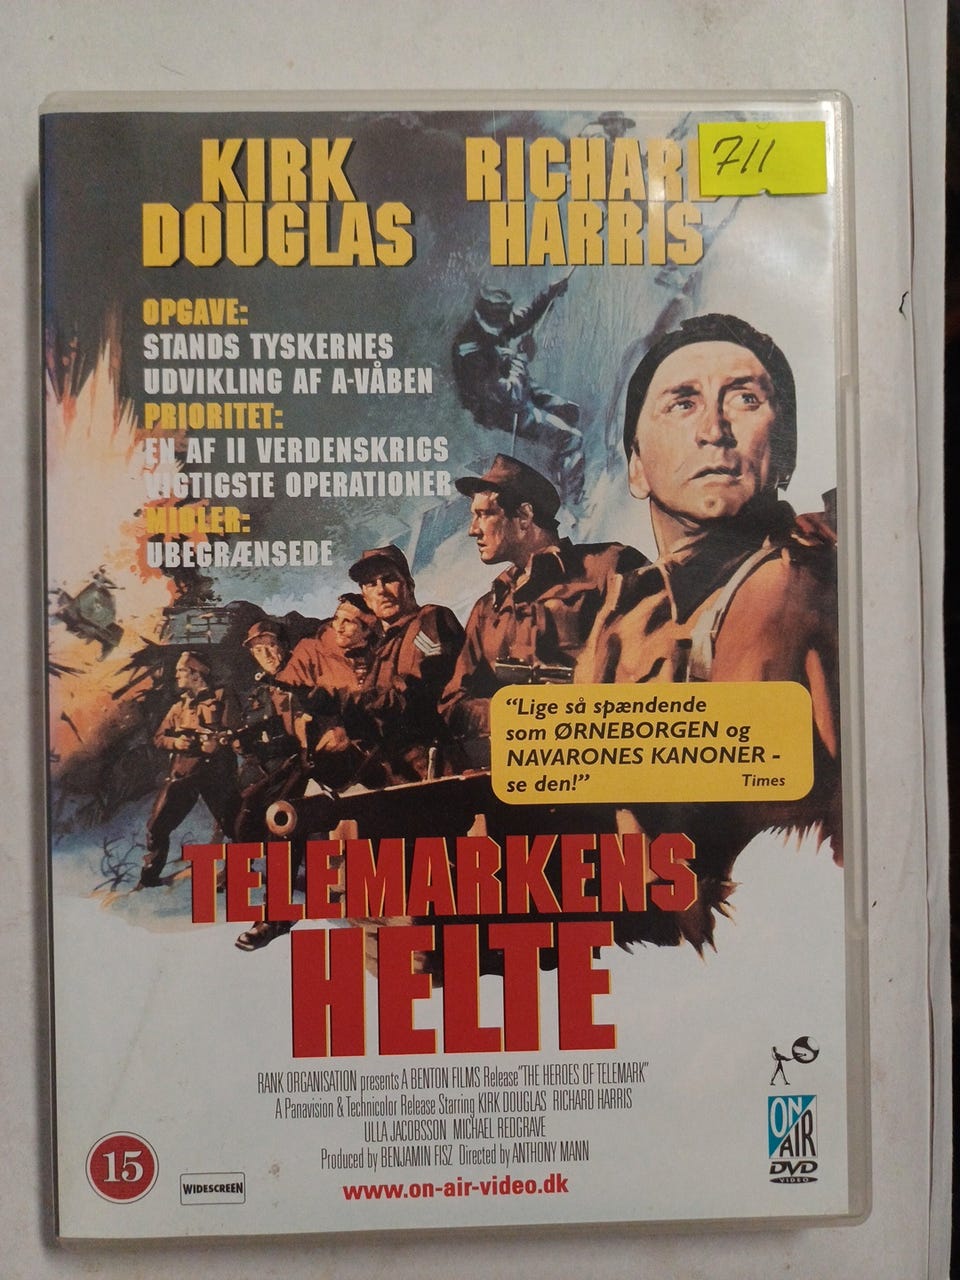 KIRK
DOUGLAS
RICHARD
HARRIS
711
OPGAVE:
STANDS TYSKERNES
UDVIKLING AF A-VÅBEN
PRIORITET:
EN AF II VERDENSKRIGS
VIGTIGSTE OPERATIONER
MIDLER:
UBEGRÆNSEDE
"Lige så spændende
som ØRNEBORGEN og
NAVARONES KANONER -
se den!" Times
TELEMARKENS
HELTE
RANK ORGANISATION presents A BENTON FILMS Release "THE HEROES OF TELEMARK"
A Panavision & Technicolor Release Starring KIRK DOUGLAS RICHARD HARRIS
ULLA JACOBSSON MICHAEL REDGRAVE
Produced by BENJAMIN FISZ Directed by ANTHONY MANN
www.on-air-video.dk
15
WIDESCREEN
ON
AIR
DVD
VIDEO